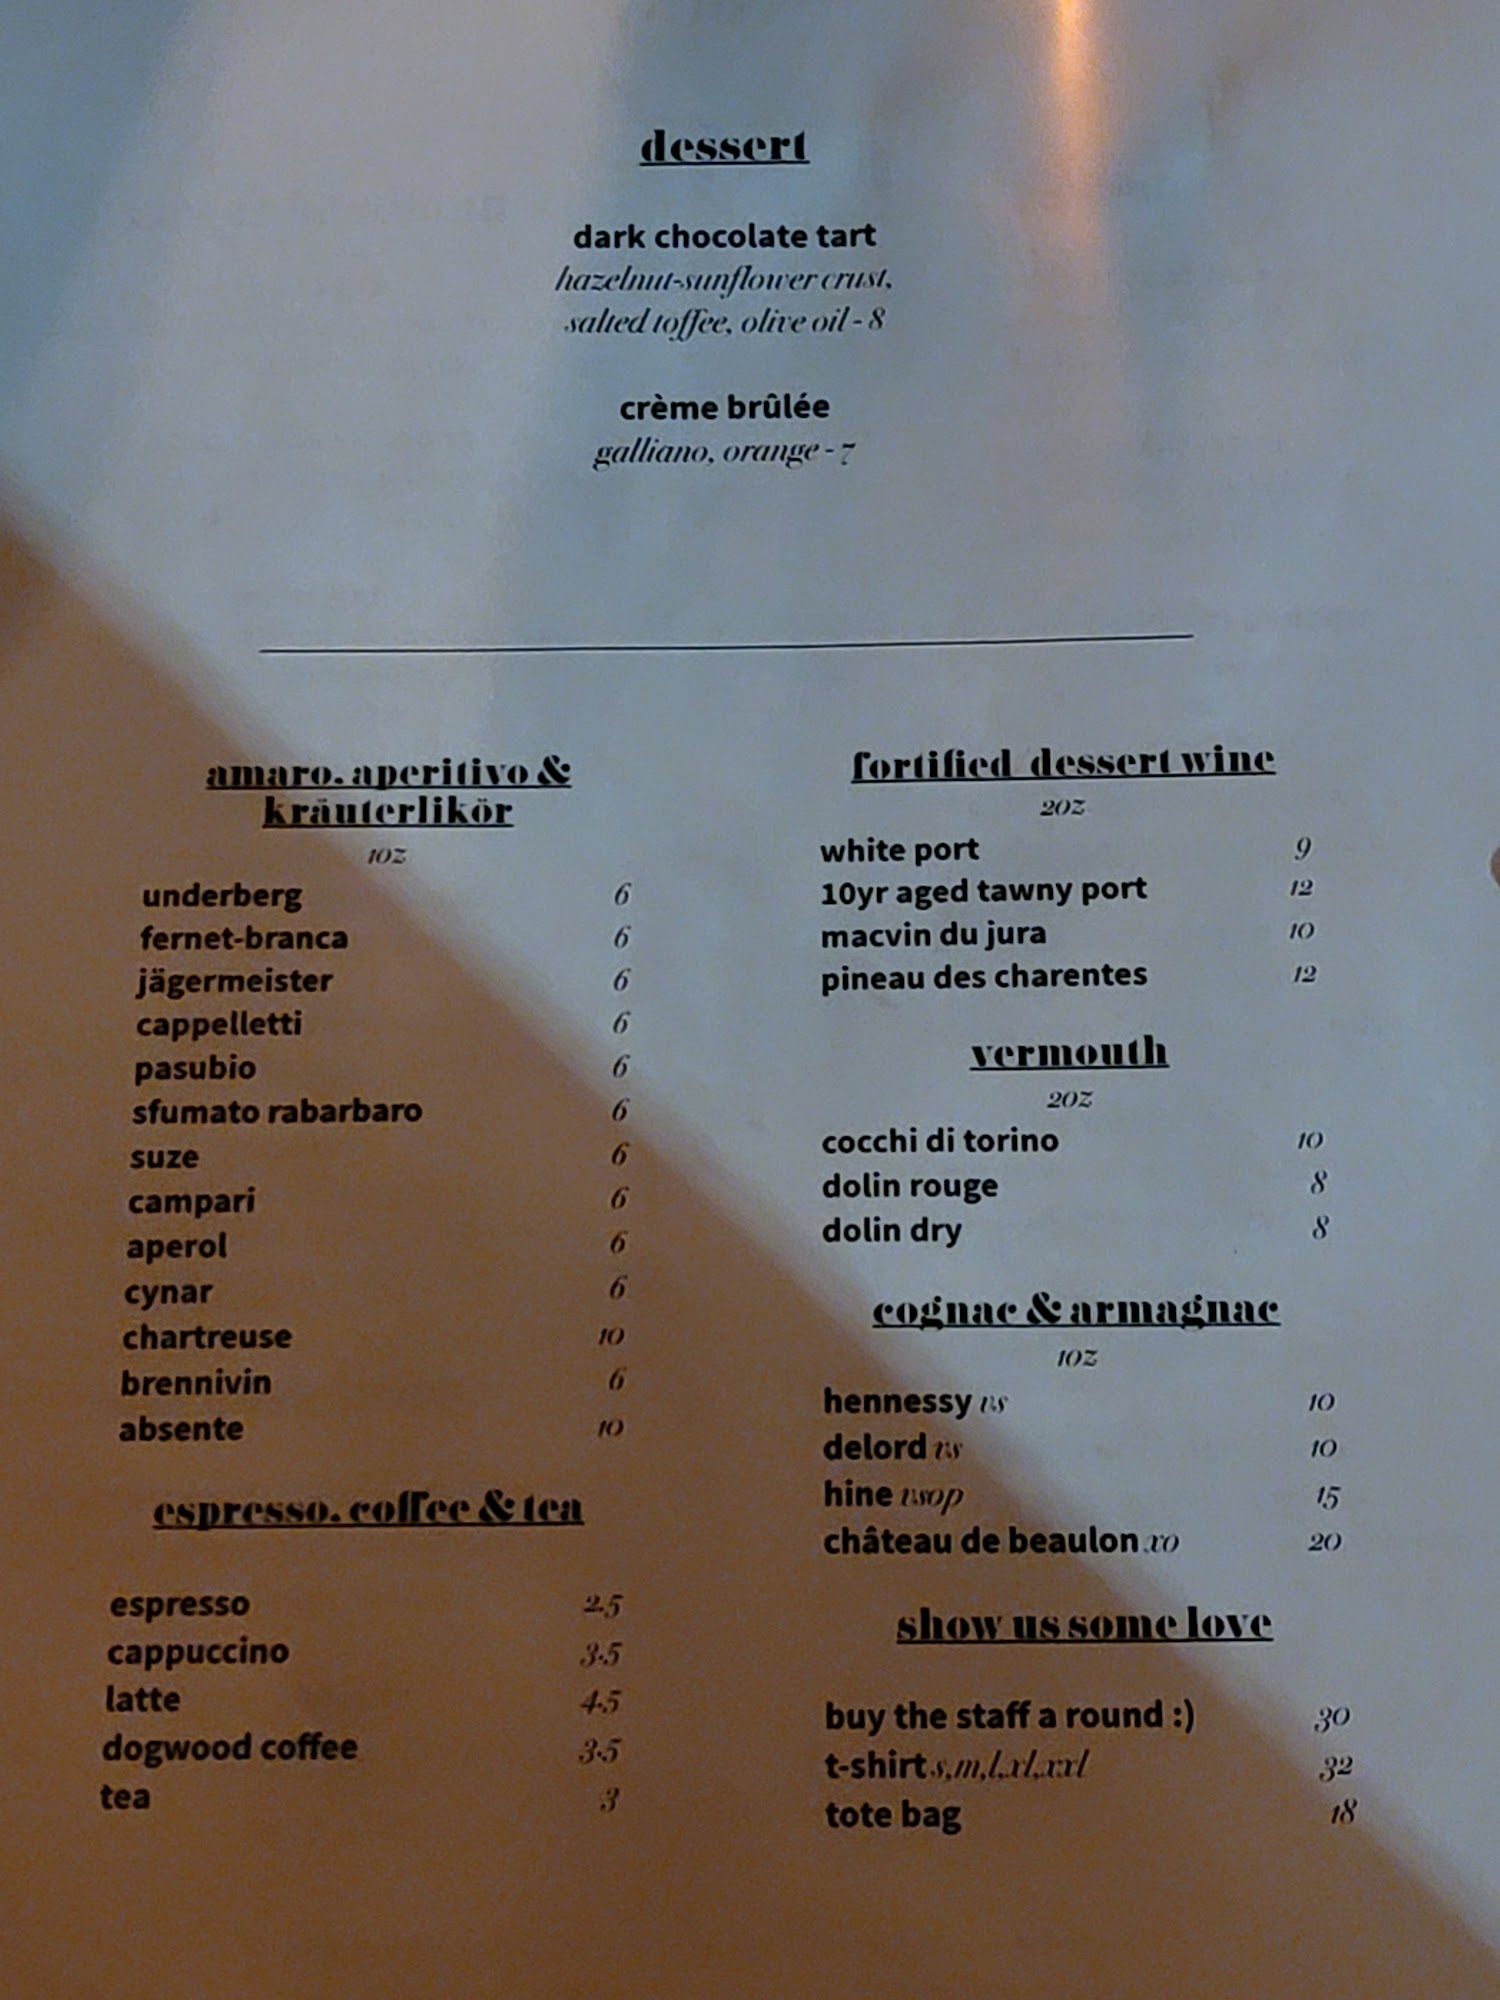 dessert
dark chocolate tart
hazelnut-sunflower crust,
salted toffee, olive oil - 8
crème brûlée
galliano, orange - 7
amaro, aperitivo &
kräuterlikör
1oz
underberg 6
fernet-branca 6
jägermeister 6
cappelletti 6
pasubio 6
sfumato rabarbaro 6
suze 6
campari 6
aperol 6
cynar 6
chartreuse 10
brennivin 6
absente 10
espresso, coffee & tea
espresso 2.5
cappuccino 3.5
latte 4.5
dogwood coffee 3.5
tea 3
fortified dessert wine
2oz
white port 9
10yr aged tawny port 12
macvin du jura 10
pineau des charentes 12
vermouth
2oz
cocchi di torino 10
dolin rouge 8
dolin dry 8
cognac & armagnac
1oz
hennessy vs 10
delord vs 10
hine vsop 15
château de beaulon xo 20
show us some love
buy the staff a round :) 30
t-shirt s,m,l,xl,xxl 32
tote bag 18